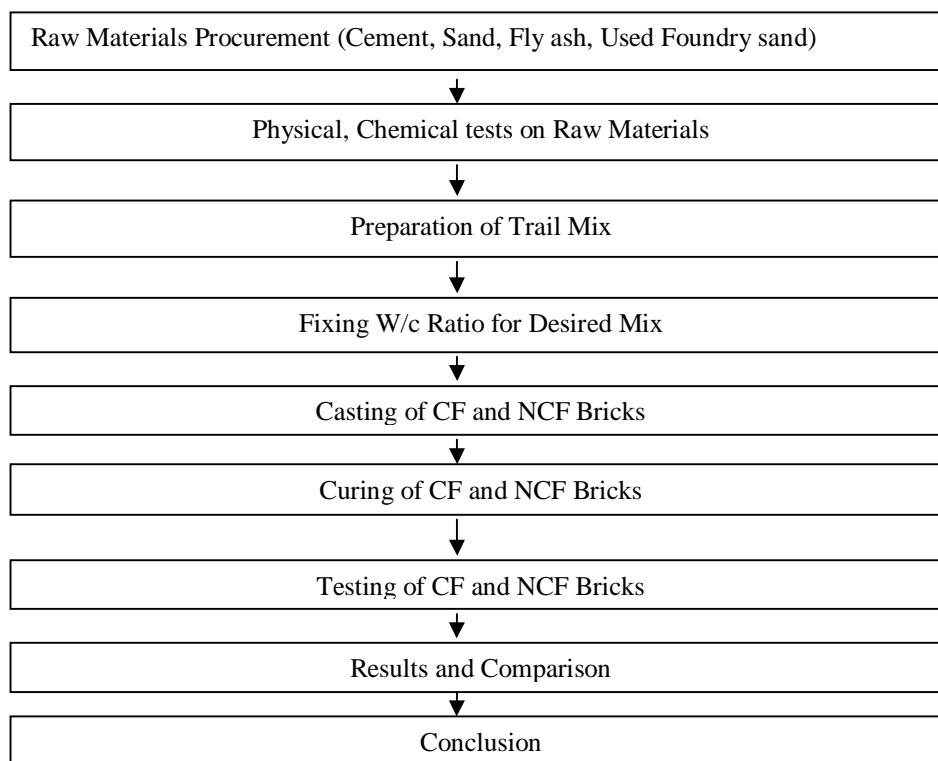 Raw Materials Procurement (Cement, Sand, Fly ash, Used Foundry sand)
Physical, Chemical tests on Raw Materials
Preparation of Trail Mix
Fixing W/c Ratio for Desired Mix
Casting of CF and NCF Bricks
Curing of CF and NCF Bricks
Testing of CF and NCF Bricks
Results and Comparison
Conclusion